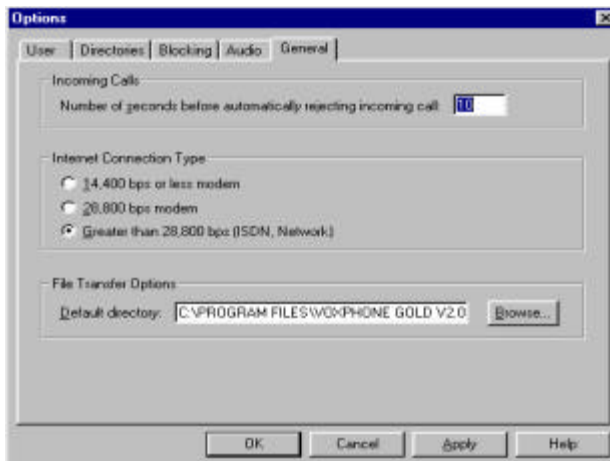 Options
User Directories Blocking Audio General
Incoming Calls
Number of seconds before automatically rejecting incoming call: 10
Internet Connection Type
14,400 bps or less modem
28,800 bps modem
Greater than 28,800 bps (ISDN, Network)
File Transfer Options
Default directory: C:\PROGRAM FILES\VOXPHONE GOLD V2.0 Browse...
OK Cancel Apply Help